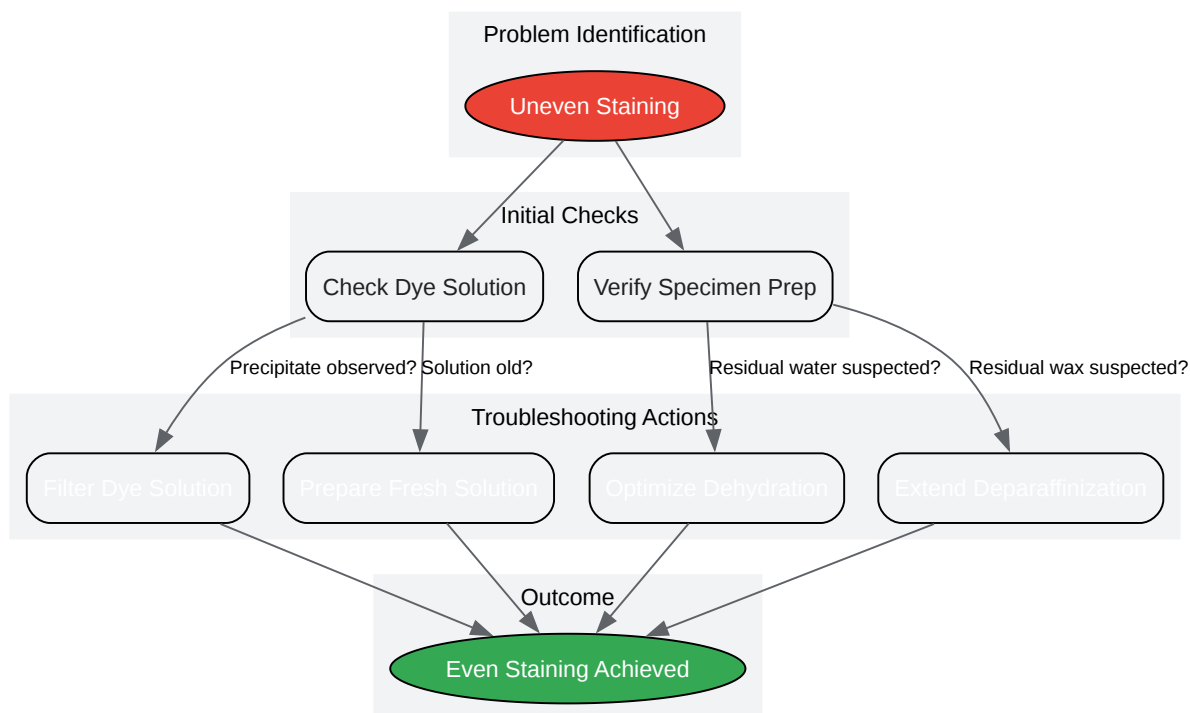 Problem Identification
Uneven Staining
Initial Checks
Check Dye Solution
Verify Specimen Prep
Precipitate observed?
Solution old?
Residual water suspected?
Residual wax suspected?
Troubleshooting Actions
Filter Dye Solution
Prepare Fresh Solution
Optimize Dehydration
Extend Deparaffinization
Outcome
Even Staining Achieved